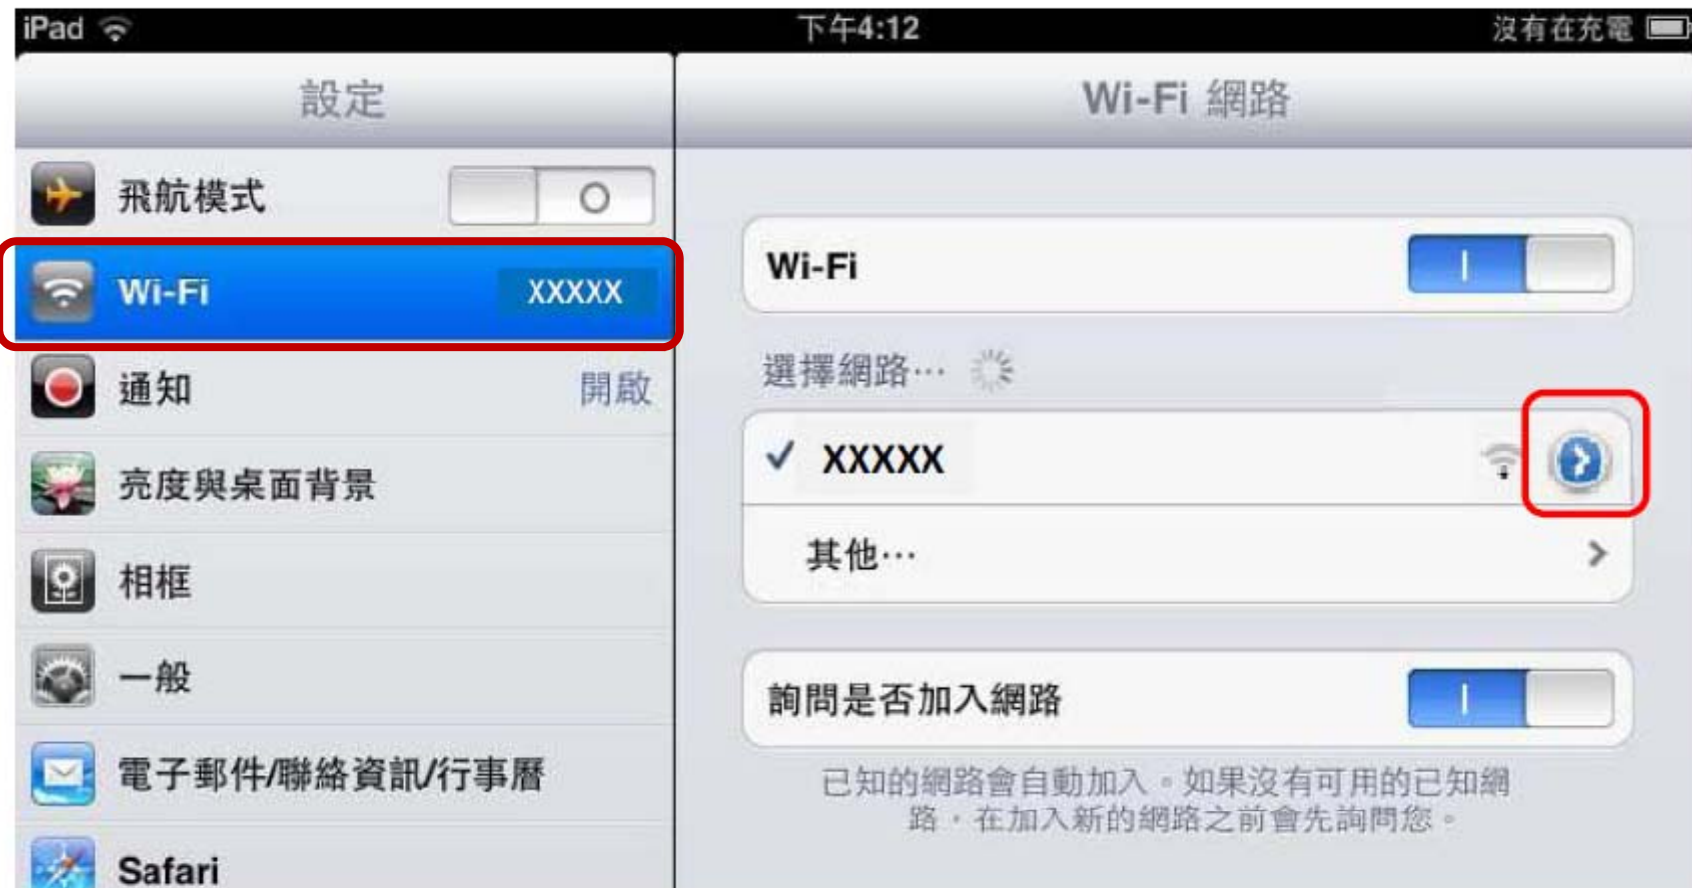 iPad
下午4:12
沒有在充電
設定
飛航模式
Wi-Fi XXXXX
通知 開啟
亮度與桌面背景
相框
一般
電子郵件/聯絡資訊/行事曆
Safari
Wi-Fi 網路
Wi-Fi
選擇網路…
XXXXX
其他…
詢問是否加入網路
已知的網路會自動加入。如果沒有可用的已知網
路，在加入新的網路之前會先詢問您。